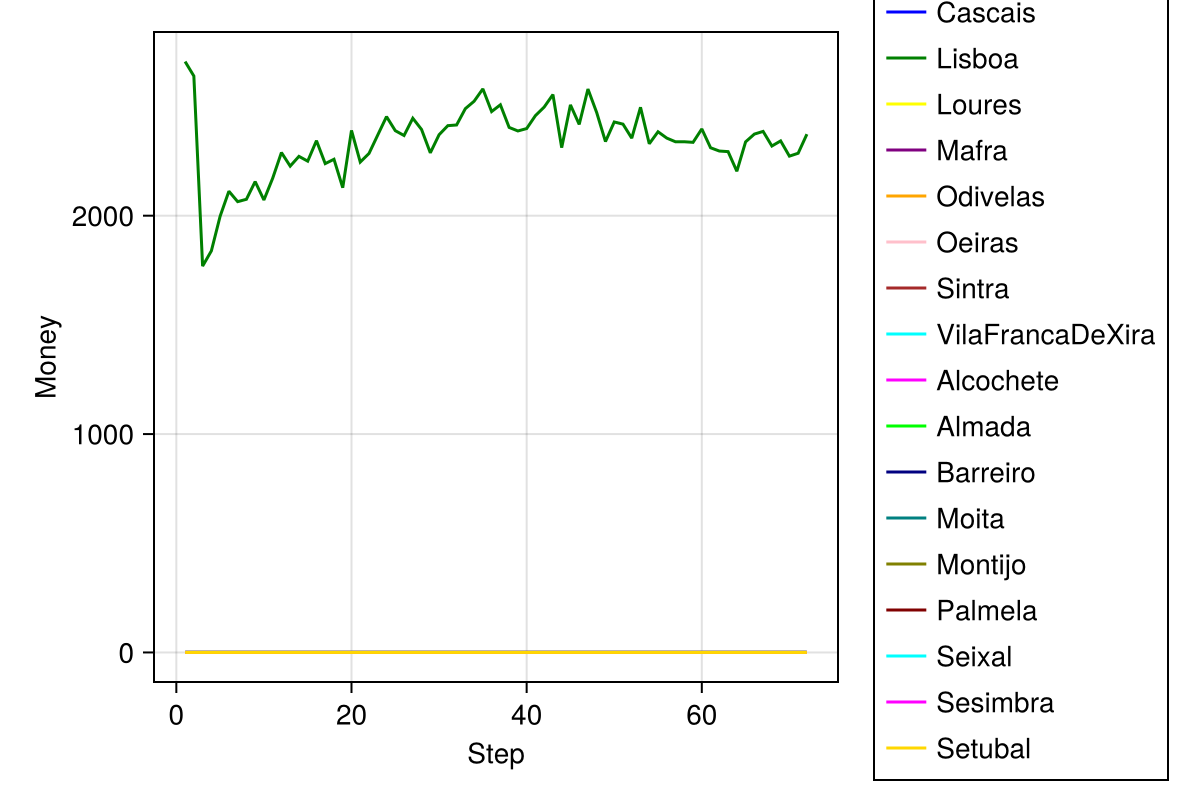 Money
2000
1000
0
0
20
40
60
Step
Cascais
Lisboa
Loures
Mafra
Odivelas
Oeiras
Sintra
VilaFrancaDeXira
Alcochete
Almada
Barreiro
Moita
Montijo
Palmela
Seixal
Sesimbra
Setubal